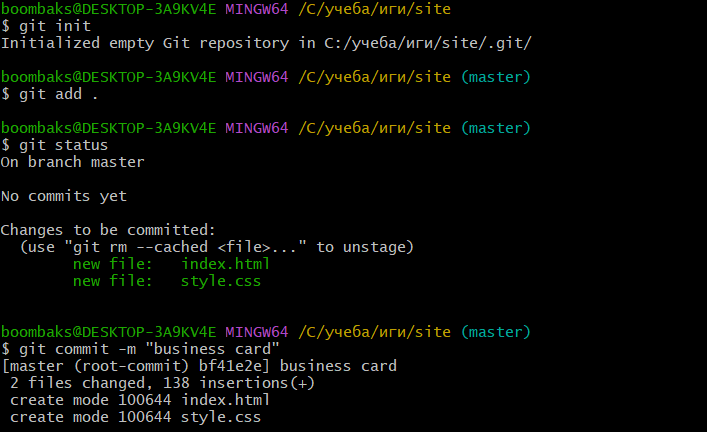 boombaks@DESKTOP-3A9KV4E MINGW64 /C/учеба/иги/site
$ git init
Initialized empty Git repository in C:/учеба/иги/site/.git/
boombaks@DESKTOP-3A9KV4E MINGW64 /C/учеба/иги/site (master)
$ git add .
boombaks@DESKTOP-3A9KV4E MINGW64 /C/учеба/иги/site (master)
$ git status
On branch master
No commits yet
Changes to be committed:
  (use "git rm --cached <file>..." to unstage)
        new file:   index.html
        new file:   style.css
boombaks@DESKTOP-3A9KV4E MINGW64 /C/учеба/иги/site (master)
$ git commit -m "business card"
[master (root-commit) bf41e2e] business card
 2 files changed, 138 insertions(+)
 create mode 100644 index.html
 create mode 100644 style.css